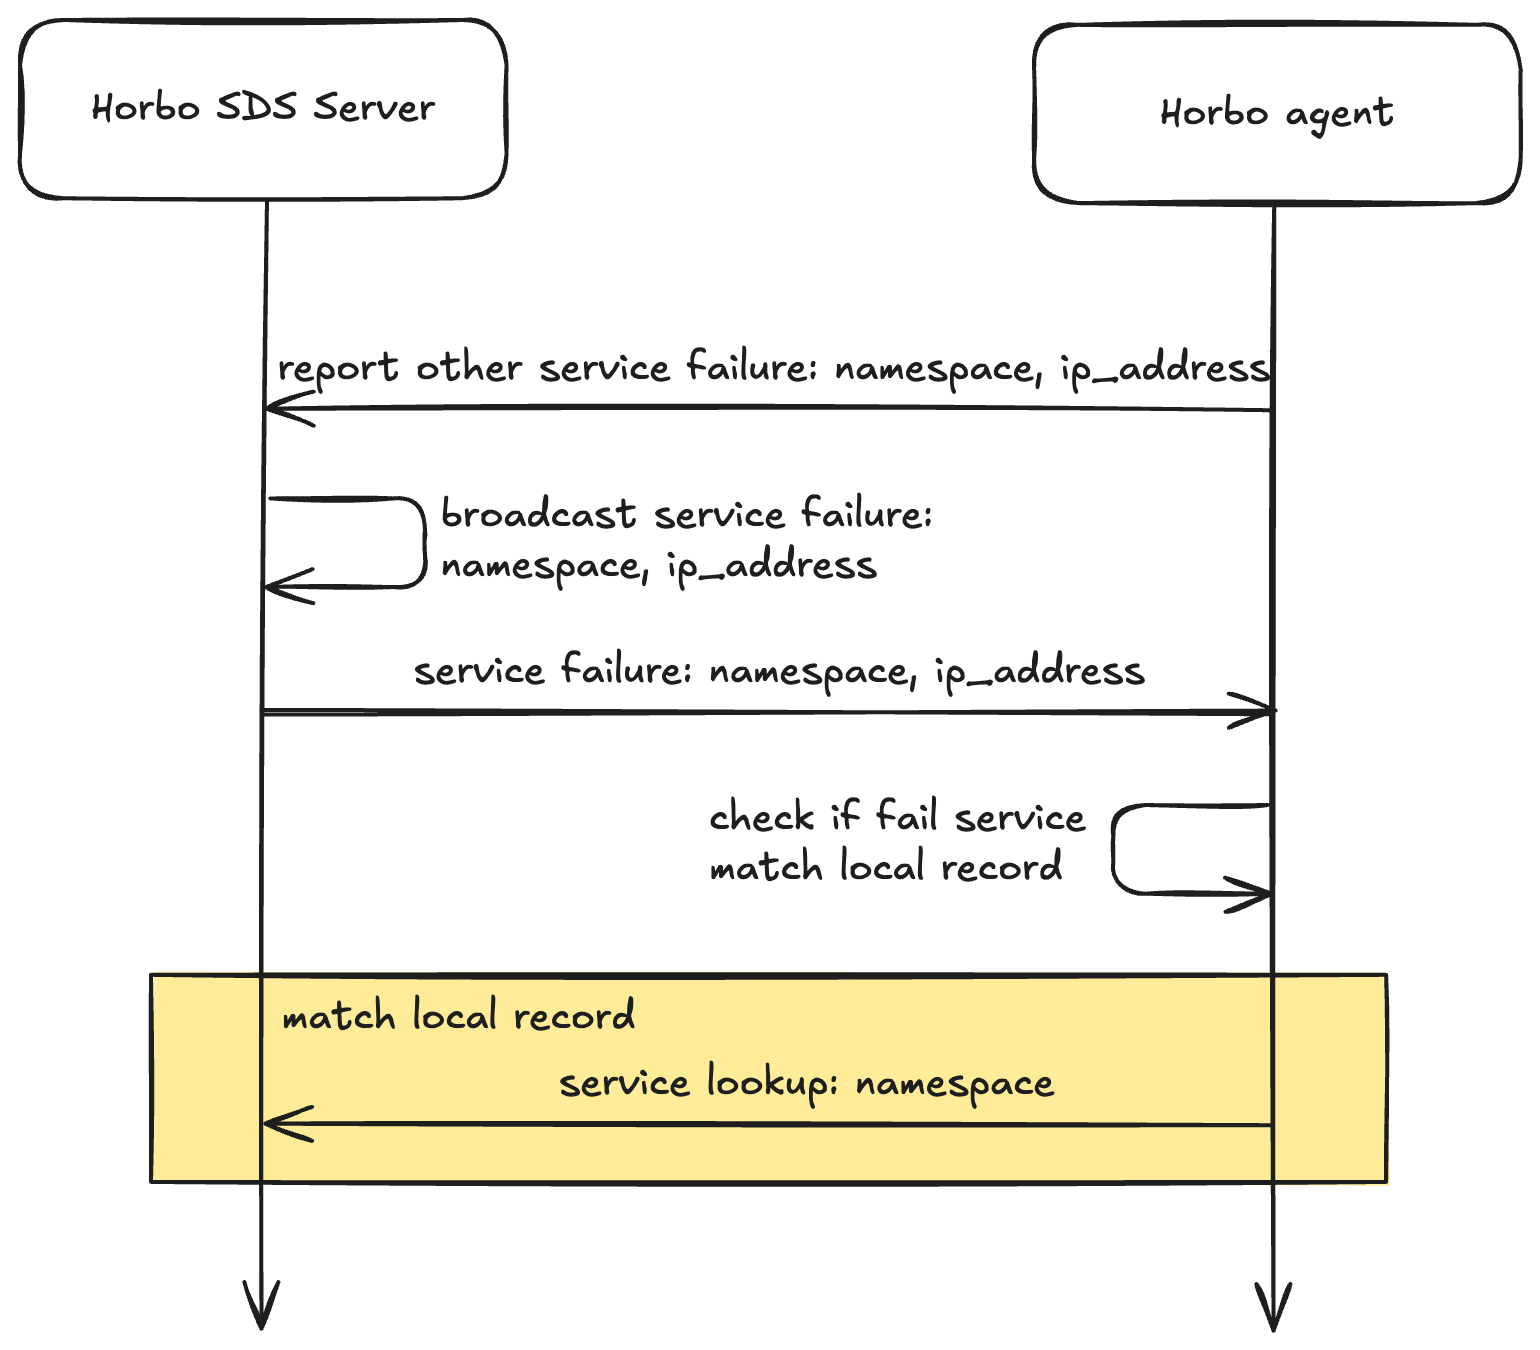 Horbo SDS Server
Horbo agent
report other service failure: namespace, ip_address
broadcast service failure:
namespace, ip_address
service failure: namespace, ip_address
check if fail service
match local record
match local record
service lookup: namespace